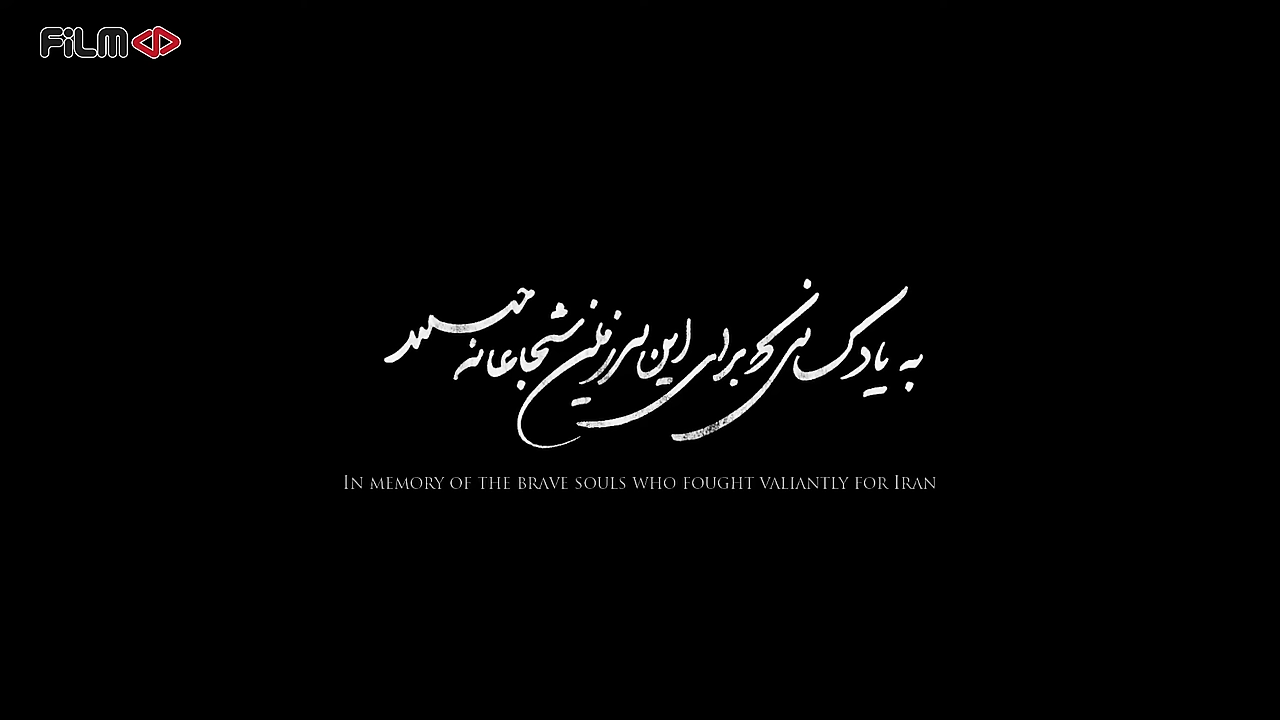 FiLM
به یاد کسانی که برای این سرزمین شجاعانه جنگیدند
In memory of the brave souls who fought valiantly for Iran